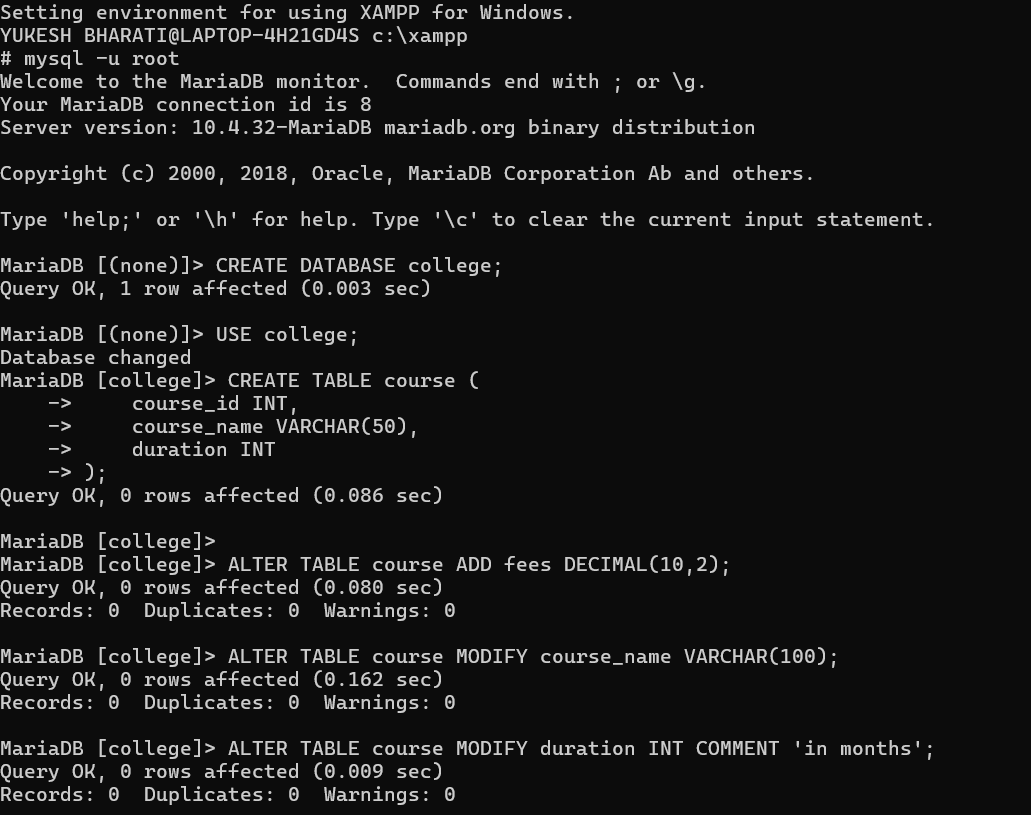 Setting environment for using XAMPP for Windows.
YUKESH BHARATI@LAPTOP-4H21GD4S c:\xampp
# mysql -u root
Welcome to the MariaDB monitor.  Commands end with ; or \g.
Your MariaDB connection id is 8
Server version: 10.4.32-MariaDB mariadb.org binary distribution

Copyright (c) 2000, 2018, Oracle, MariaDB Corporation Ab and others.

Type 'help;' or '\h' for help. Type '\c' to clear the current input statement.

MariaDB [(none)]> CREATE DATABASE college;
Query OK, 1 row affected (0.003 sec)

MariaDB [(none)]> USE college;
Database changed
MariaDB [college]> CREATE TABLE course (
    ->     course_id INT,
    ->     course_name VARCHAR(50),
    ->     duration INT
    -> );
Query OK, 0 rows affected (0.086 sec)

MariaDB [college]>
MariaDB [college]> ALTER TABLE course ADD fees DECIMAL(10,2);
Query OK, 0 rows affected (0.080 sec)
Records: 0  Duplicates: 0  Warnings: 0

MariaDB [college]> ALTER TABLE course MODIFY course_name VARCHAR(100);
Query OK, 0 rows affected (0.162 sec)
Records: 0  Duplicates: 0  Warnings: 0

MariaDB [college]> ALTER TABLE course MODIFY duration INT COMMENT 'in months';
Query OK, 0 rows affected (0.009 sec)
Records: 0  Duplicates: 0  Warnings: 0